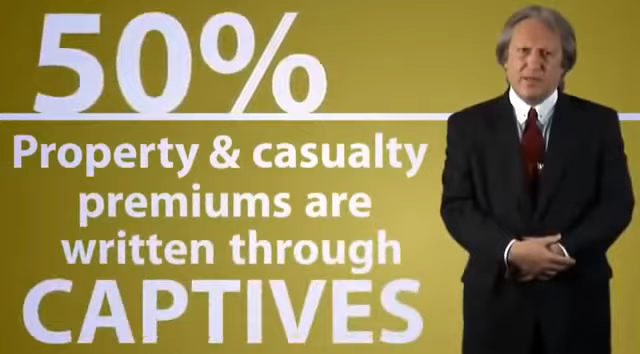 50%
Property & casualty
premiums are
written through
CAPTIVES